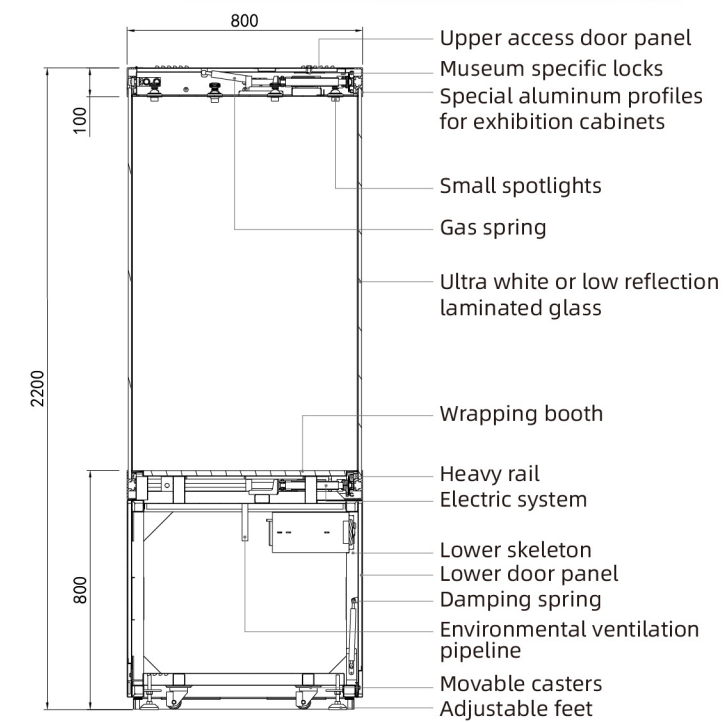 800
Upper access door panel
Museum specific locks
Special aluminum profiles
for exhibition cabinets
100
Small spotlights
Gas spring
Ultra white or low reflection
laminated glass
2200
Wrapping booth
Heavy rail
Electric system
Lower skeleton
Lower door panel
800
Damping spring
Environmental ventilation
pipeline
Movable casters
Adjustable feet